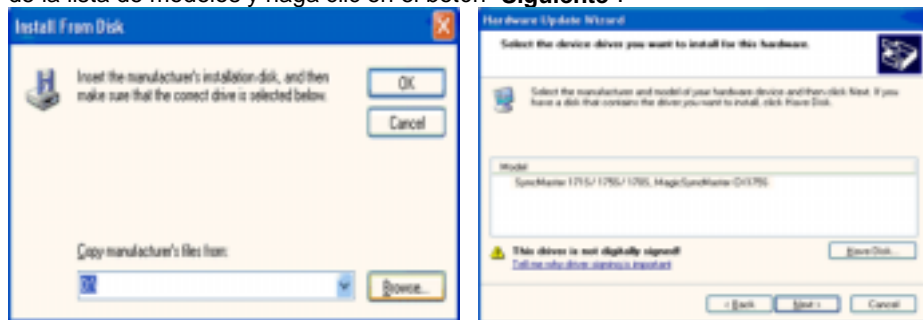 de la lista de modelos y haga clic en el botón "Siguiente".
Install From Disk
Insert the manufacturer's installation disk, and then
make sure that the correct drive is selected below.
OK
Cancel
Copy manufacturer's files from:
Browse...
Hardware Update Wizard
Select the device driver you want to install for this hardware.
Select the manufacturer and model of your hardware device and then click Next. If you
have a disk that contains the driver you want to install, click Have Disk.
Model
This driver is not digitally signed!
Tell me why driver signing is important
Have Disk...
< Back
Next >
Cancel